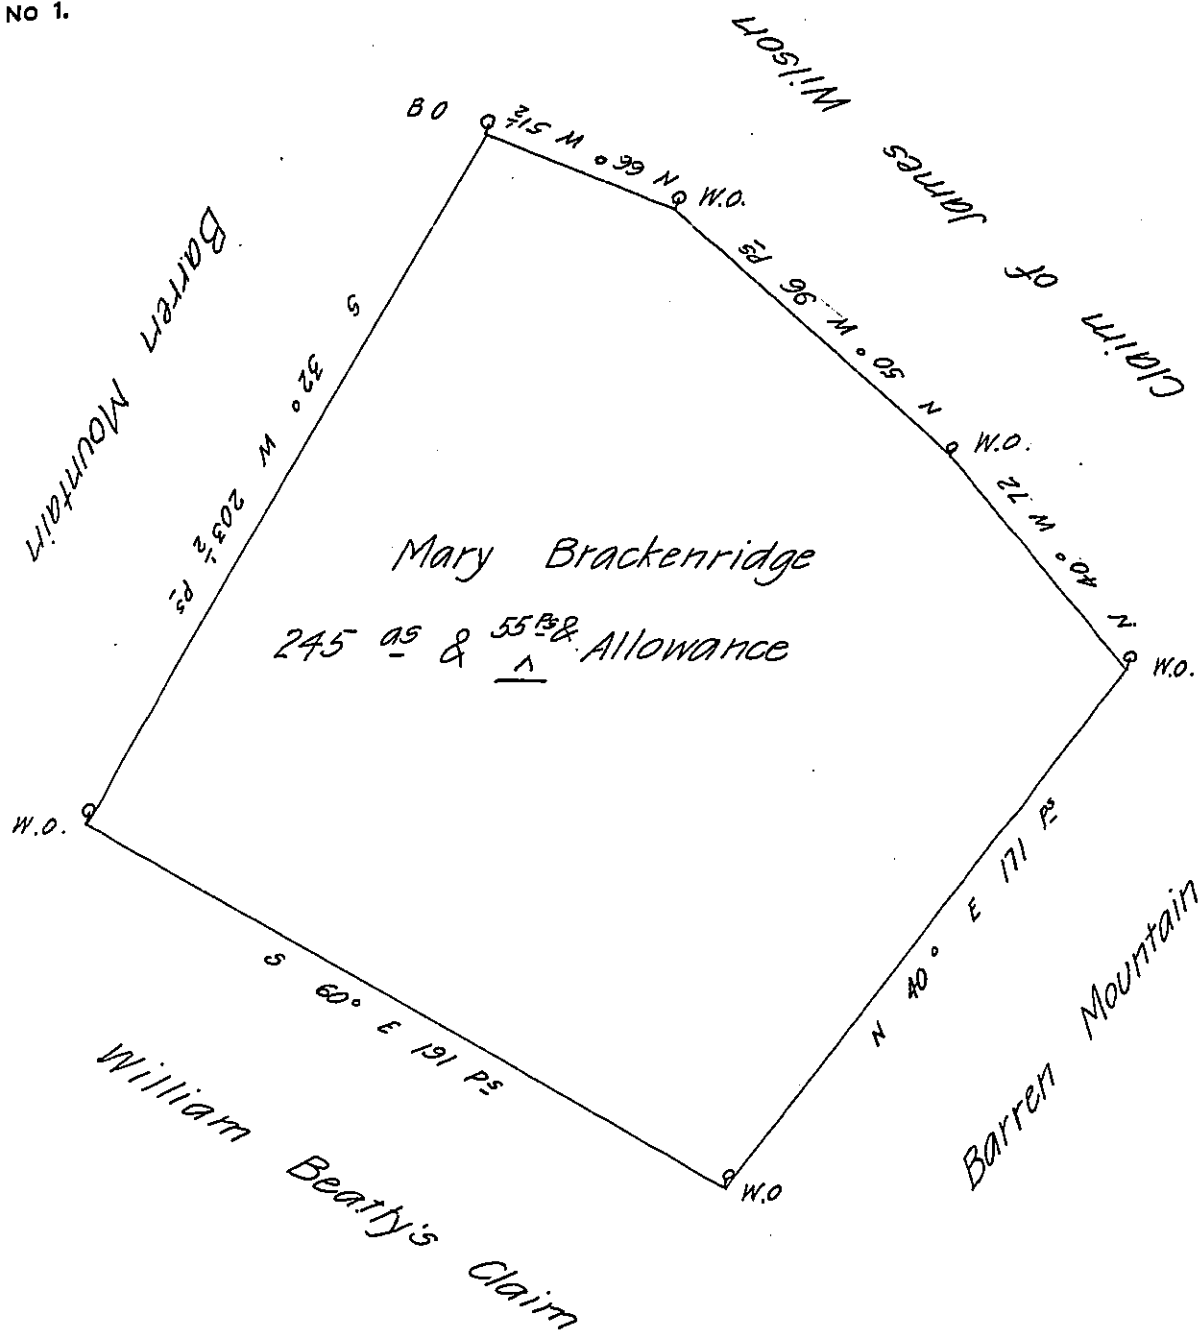 NO 1.
Claim of James Wilson
B O
N 66° W 51½
W.O.
N 50° W 96 Ps
W.O.
N 40° W 72
W.O.
Barren Mountain
S 32° W 203½ Ps
Mary Brackenridge
245 as & 55 Ps & Allowance
^
W.O.
N 40° E 171 Ps
Barren Mountain
S 60° E 191 Ps
W.O
William Beatty's Claim